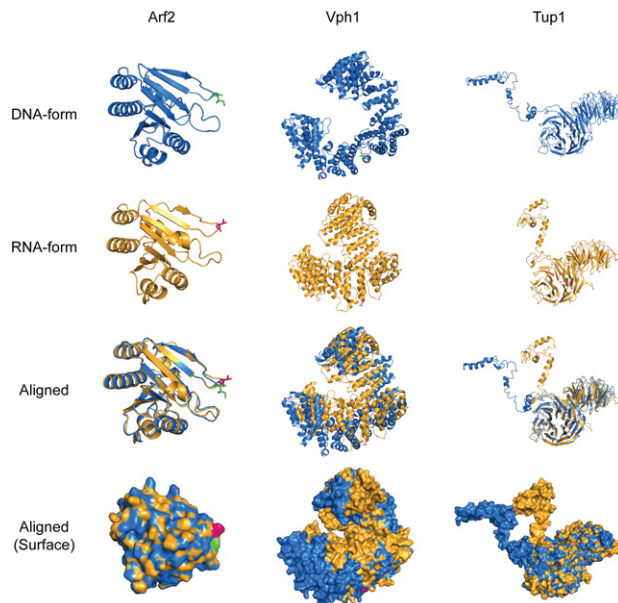 Arf2 Vph1 Tup1
DNA-form
RNA-form
Aligned
Aligned
(Surface)